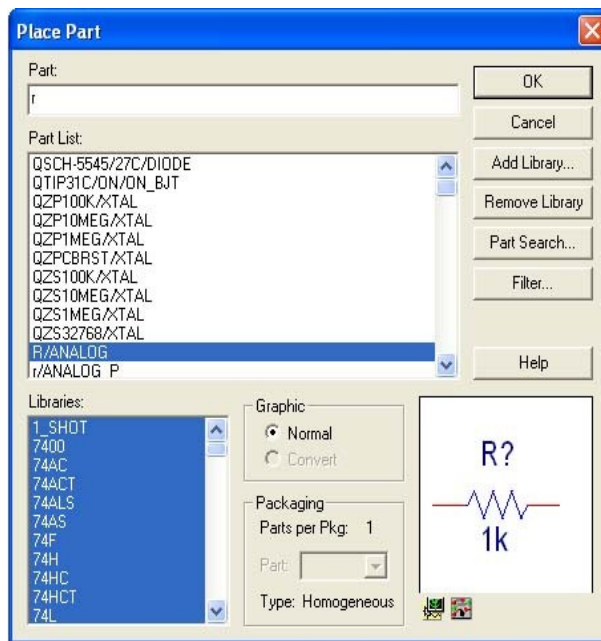 Place Part
Part:
r
Part List:
QSCH-5545/27C/DIODE
QTIP31C/ON/ON_BJT
QZP100K/XTAL
QZP10MEG/XTAL
QZP1MEG/XTAL
QZPCBRST/XTAL
QZS100K/XTAL
QZS10MEG/XTAL
QZS1MEG/XTAL
QZS32768/XTAL
R/ANALOG
r/ANALOG_P
OK
Cancel
Add Library...
Remove Library
Part Search...
Filter...
Help
Libraries:
1_SHOT
7400
74AC
74ACT
74ALS
74AS
74F
74H
74HC
74HCT
74L
Graphic
Normal
Convert
Packaging
Parts per Pkg: 1
Part:
Type: Homogeneous
R?
1k